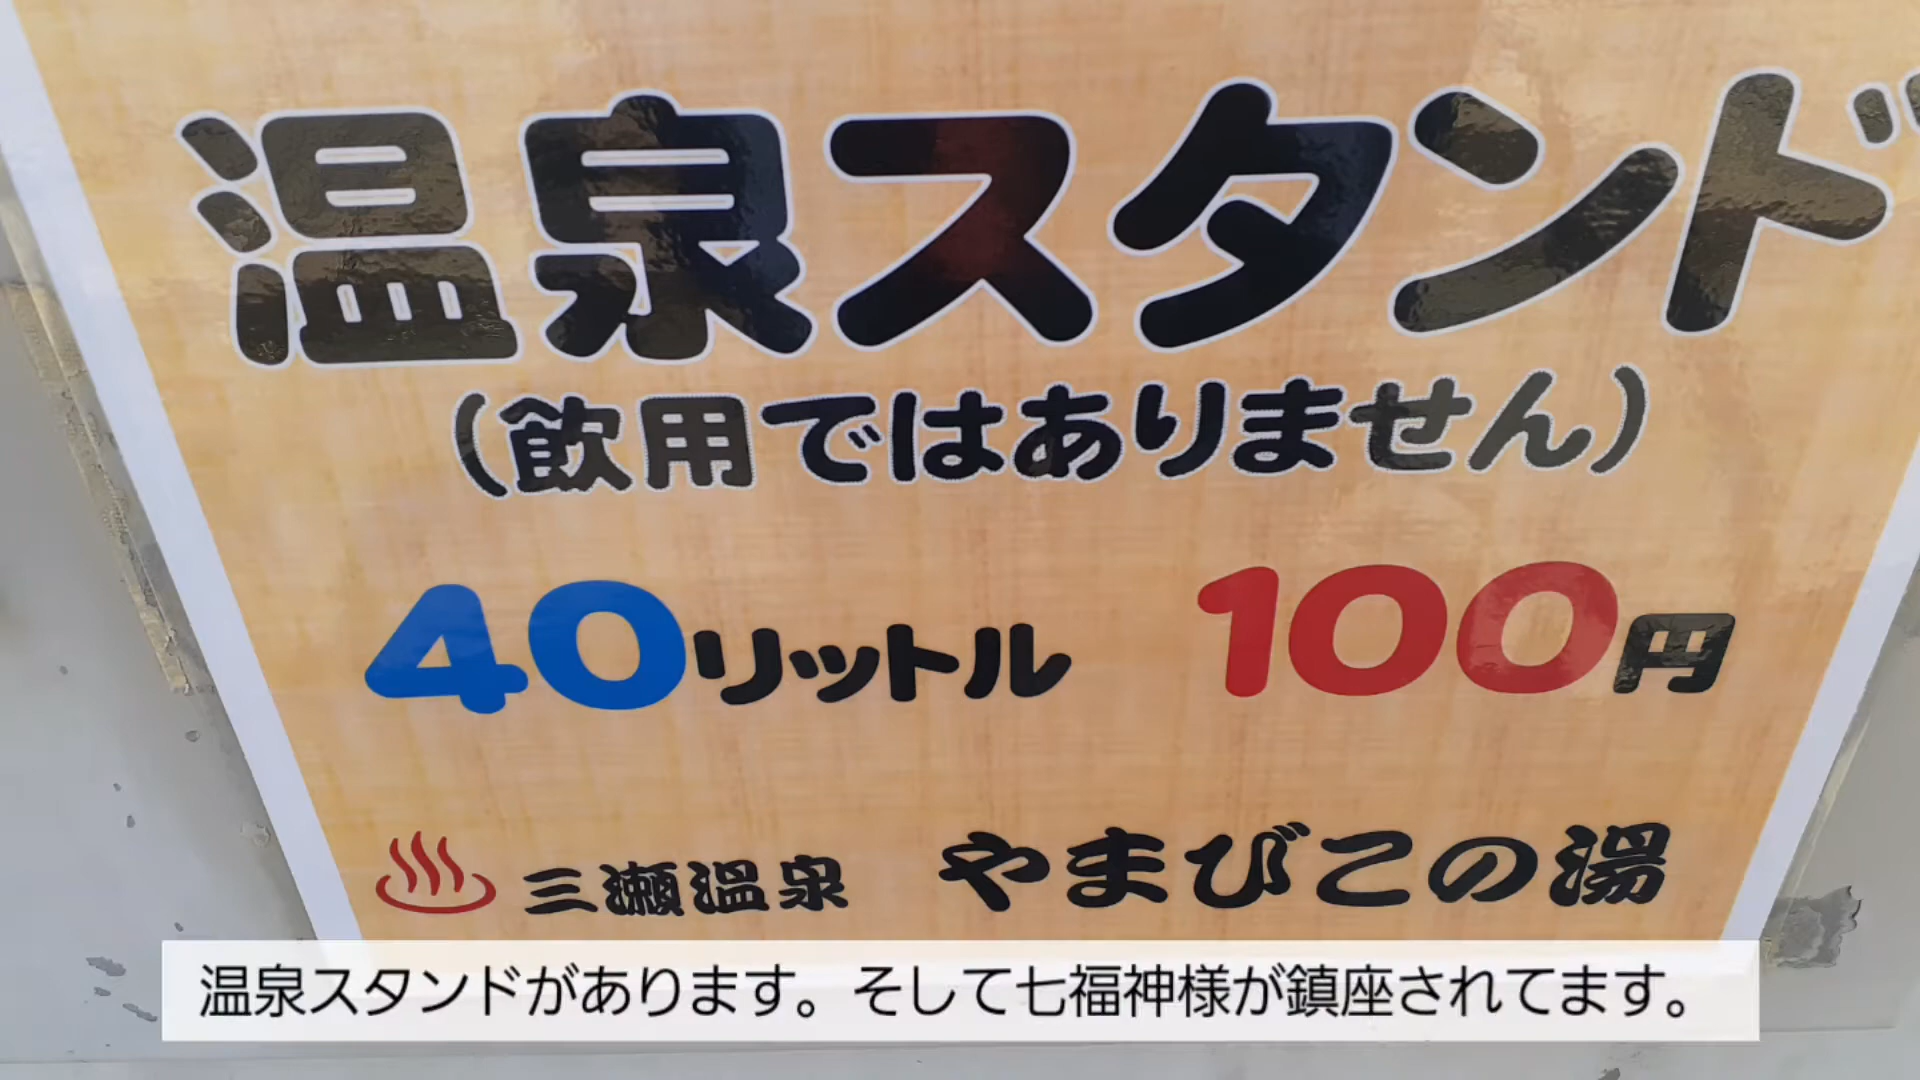 温泉スタンド
（飲用ではありません）
40リットル 100円
三瀬温泉 やまびこの湯
温泉スタンドがあります。そして七福神様が鎮座されてます。